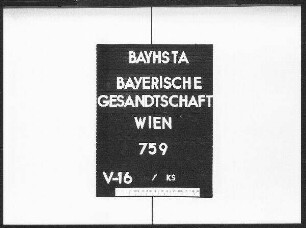 BAYHSTA
BAYERISCHE
GESANDTSCHAFT
WIEN
759
V-16 / KS